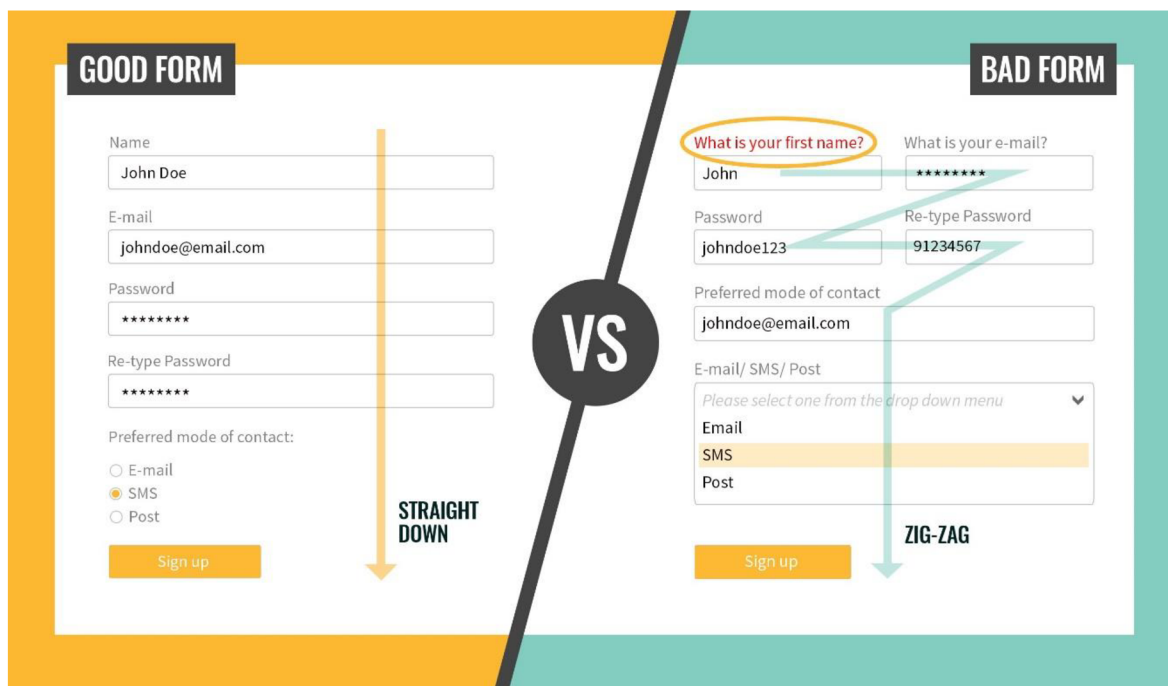 GOOD FORM
Name
John Doe
E-mail
johndoe@email.com
Password
********
Re-type Password
********
Preferred mode of contact:
E-mail
SMS
Post
Sign up
STRAIGHT
DOWN
VS
BAD FORM
What is your first name?
What is your e-mail?
John
********
Password
Re-type Password
johndoe123
91234567
Preferred mode of contact
johndoe@email.com
E-mail/ SMS/ Post
Please select one from the drop down menu
Email
SMS
Post
Sign up
ZIG-ZAG